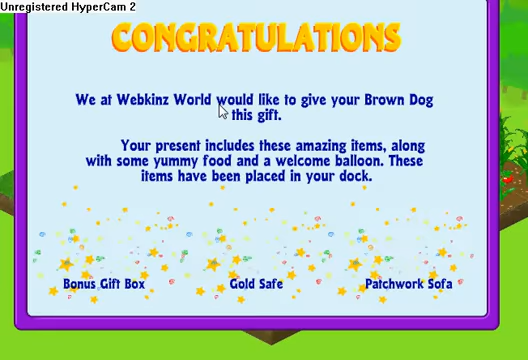 Unregistered HyperCam 2
CONGRATULATIONS
We at Webkinz World would like to give your Brown Dog
this gift.
Your present includes these amazing items, along
with some yummy food and a welcome balloon. These
items have been placed in your dock.
Bonus Gift Box Gold Safe Patchwork Sofa